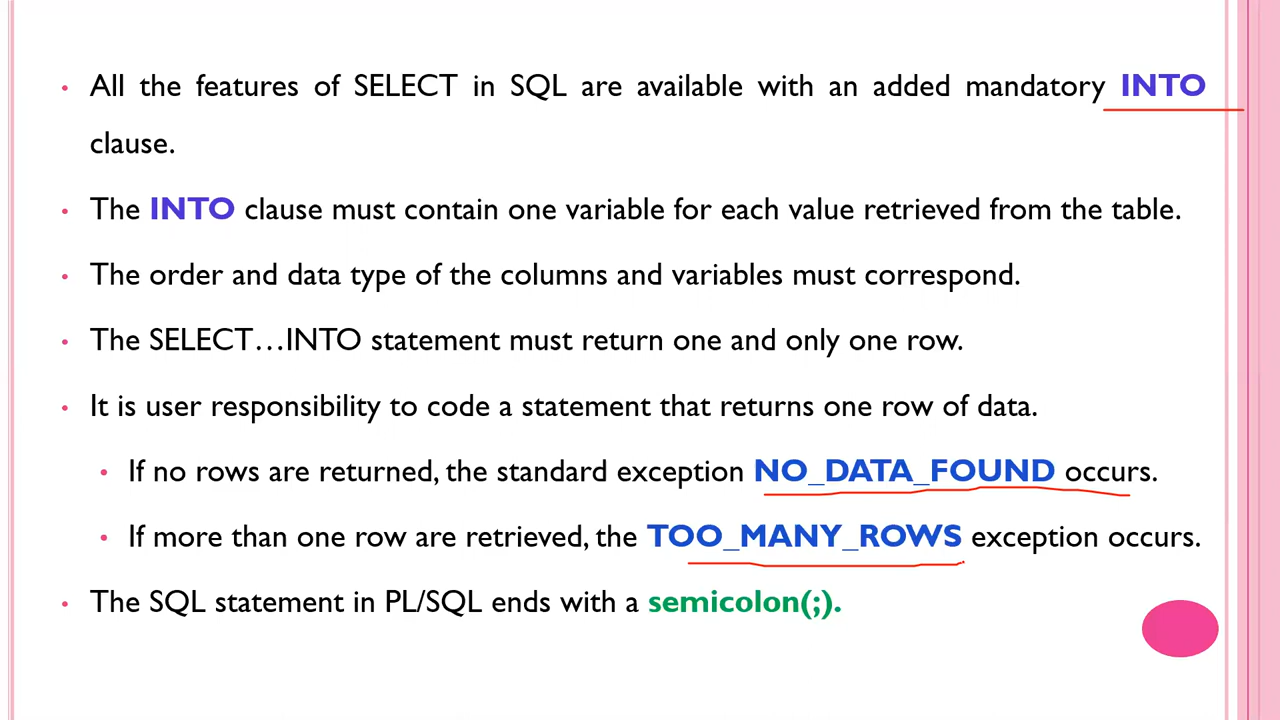 • All the features of SELECT in SQL are available with an added mandatory INTO
clause.
• The INTO clause must contain one variable for each value retrieved from the table.
• The order and data type of the columns and variables must correspond.
• The SELECT…INTO statement must return one and only one row.
• It is user responsibility to code a statement that returns one row of data.
• If no rows are returned, the standard exception NO_DATA_FOUND occurs.
• If more than one row are retrieved, the TOO_MANY_ROWS exception occurs.
• The SQL statement in PL/SQL ends with a semicolon(;).